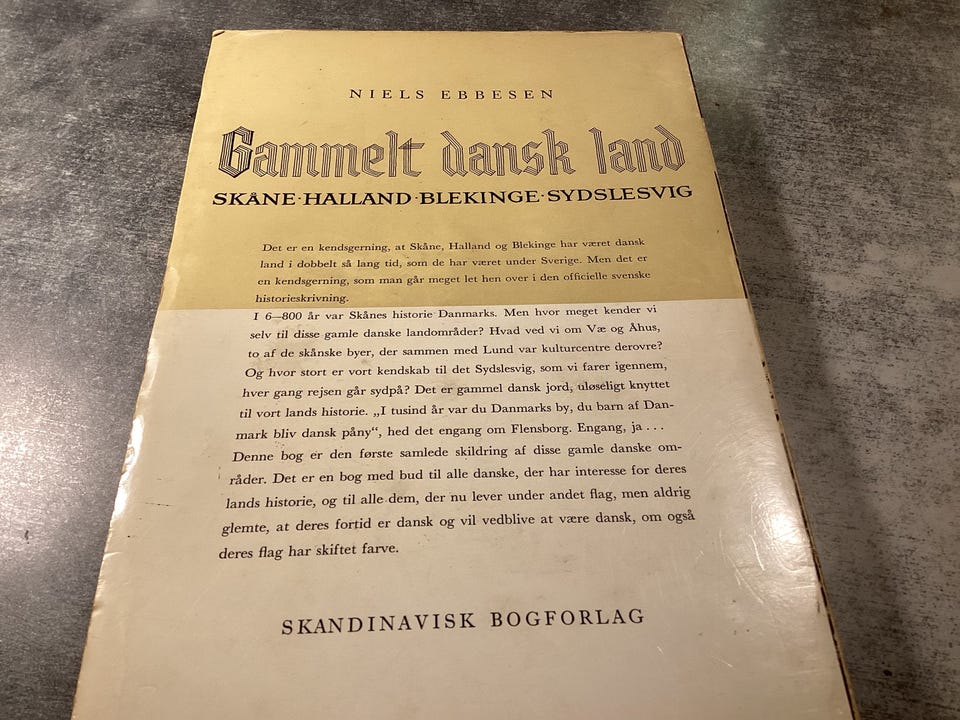 NIELS EBBESEN
Gammelt dansk land
SKÅNE·HALLAND·BLEKINGE·SYDSLESVIG
Det er en kendsgerning, at Skåne, Halland og Blekinge har været dansk
land i dobbelt så lang tid, som de har været under Sverige. Men det er
en kendsgerning, som man går meget let hen over i den officielle svenske
historieskrivning.
I 6—800 år var Skånes historie Danmarks. Men hvor meget kender vi
selv til disse gamle danske landområder? Hvad ved vi om Væ og Åhus,
to af de skånske byer, der sammen med Lund var kulturcentre derovre?
Og hvor stort er vort kendskab til det Sydslesvig, som vi farer igennem,
hver gang rejsen går sydpå? Det er gammel dansk jord, uløseligt knyttet
til vort lands historie. „I tusind år var du Danmarks by, du barn af Dan-
mark bliv dansk påny“, hed det engang om Flensborg. Engang, ja . . .
Denne bog er den første samlede skildring af disse gamle danske om-
råder. Det er en bog med bud til alle danske, der har interesse for deres
lands historie, og til alle dem, der nu lever under andet flag, men aldrig
glemte, at deres fortid er dansk og vil vedblive at være dansk, om også
deres flag har skiftet farve.
SKANDINAVISK BOGFORLAG